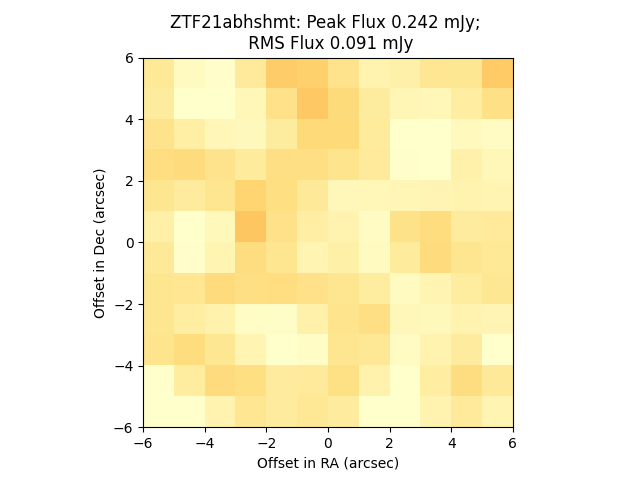 ZTF21abhshmt: Peak Flux 0.242 mJy;
RMS Flux 0.091 mJy
6
4
2
0
−2
−4
−6
Offset in Dec (arcsec)
−6 −4 −2 0 2 4 6
Offset in RA (arcsec)